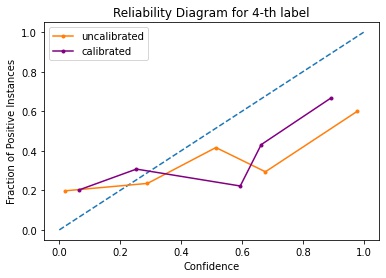 Reliability Diagram for 4-th label
uncalibrated
calibrated
Fraction of Positive Instances
1.0
0.8
0.6
0.4
0.2
0.0
0.0 0.2 0.4 0.6 0.8 1.0
Confidence